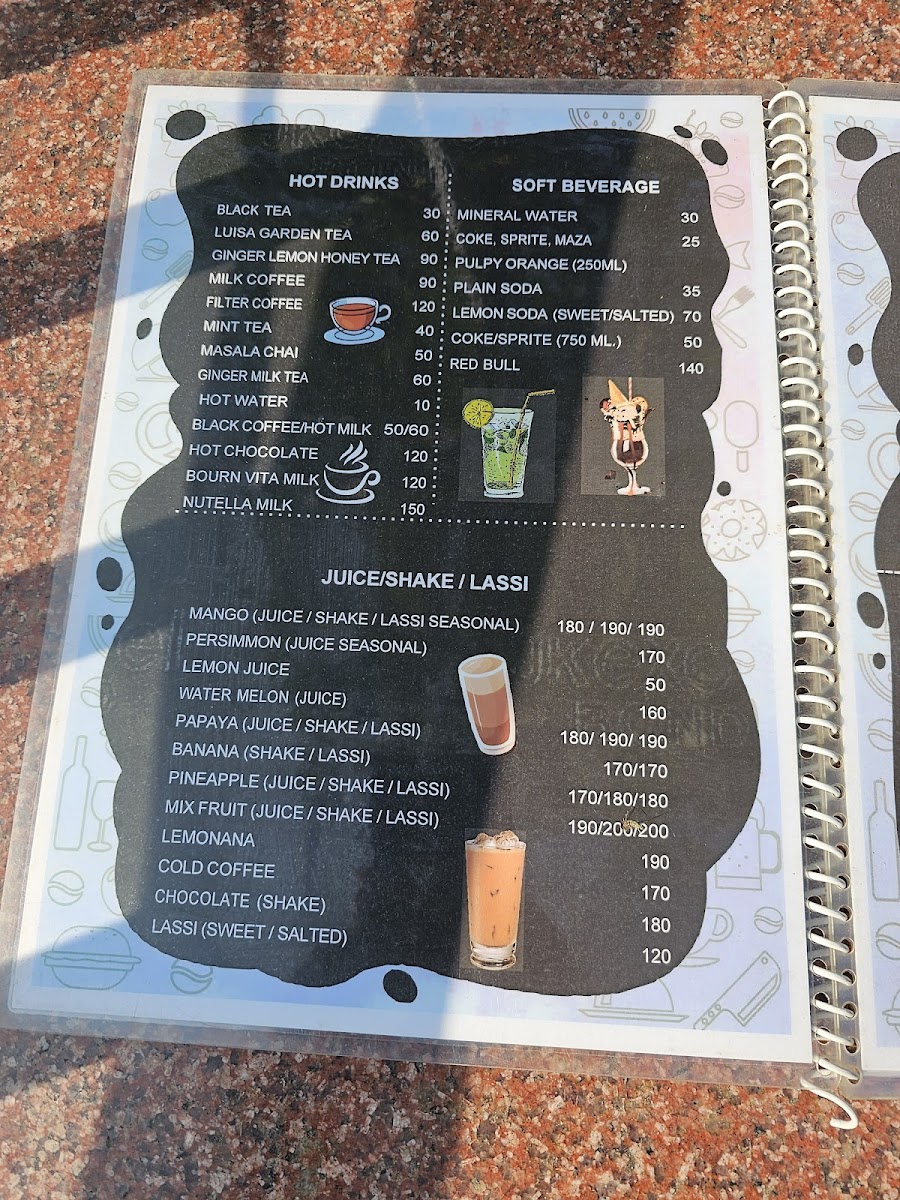 HOT DRINKS
BLACK TEA 30
LUISA GARDEN TEA 60
GINGER LEMON HONEY TEA 90
MILK COFFEE 90
FILTER COFFEE 120
MINT TEA 40
MASALA CHAI 50
GINGER MILK TEA 60
HOT WATER 10
BLACK COFFEE/HOT MILK 50/60
HOT CHOCOLATE 120
BOURN VITA MILK 120
NUTELLA MILK 150
SOFT BEVERAGE
MINERAL WATER 30
COKE, SPRITE, MAZA 25
PULPY ORANGE (250ML)
PLAIN SODA 35
LEMON SODA (SWEET/SALTED) 70
COKE/SPRITE (750 ML.) 50
RED BULL 140
JUICE/SHAKE / LASSI
MANGO (JUICE / SHAKE / LASSI SEASONAL) 180 / 190/ 190
PERSIMMON (JUICE SEASONAL) 170
LEMON JUICE 50
WATER MELON (JUICE) 160
PAPAYA (JUICE / SHAKE / LASSI) 180/ 190/ 190
BANANA (SHAKE / LASSI) 170/170
PINEAPPLE (JUICE / SHAKE / LASSI) 170/180/180
MIX FRUIT (JUICE / SHAKE / LASSI) 190/200/200
LEMONANA 190
COLD COFFEE 170
CHOCOLATE (SHAKE) 180
LASSI (SWEET / SALTED) 120